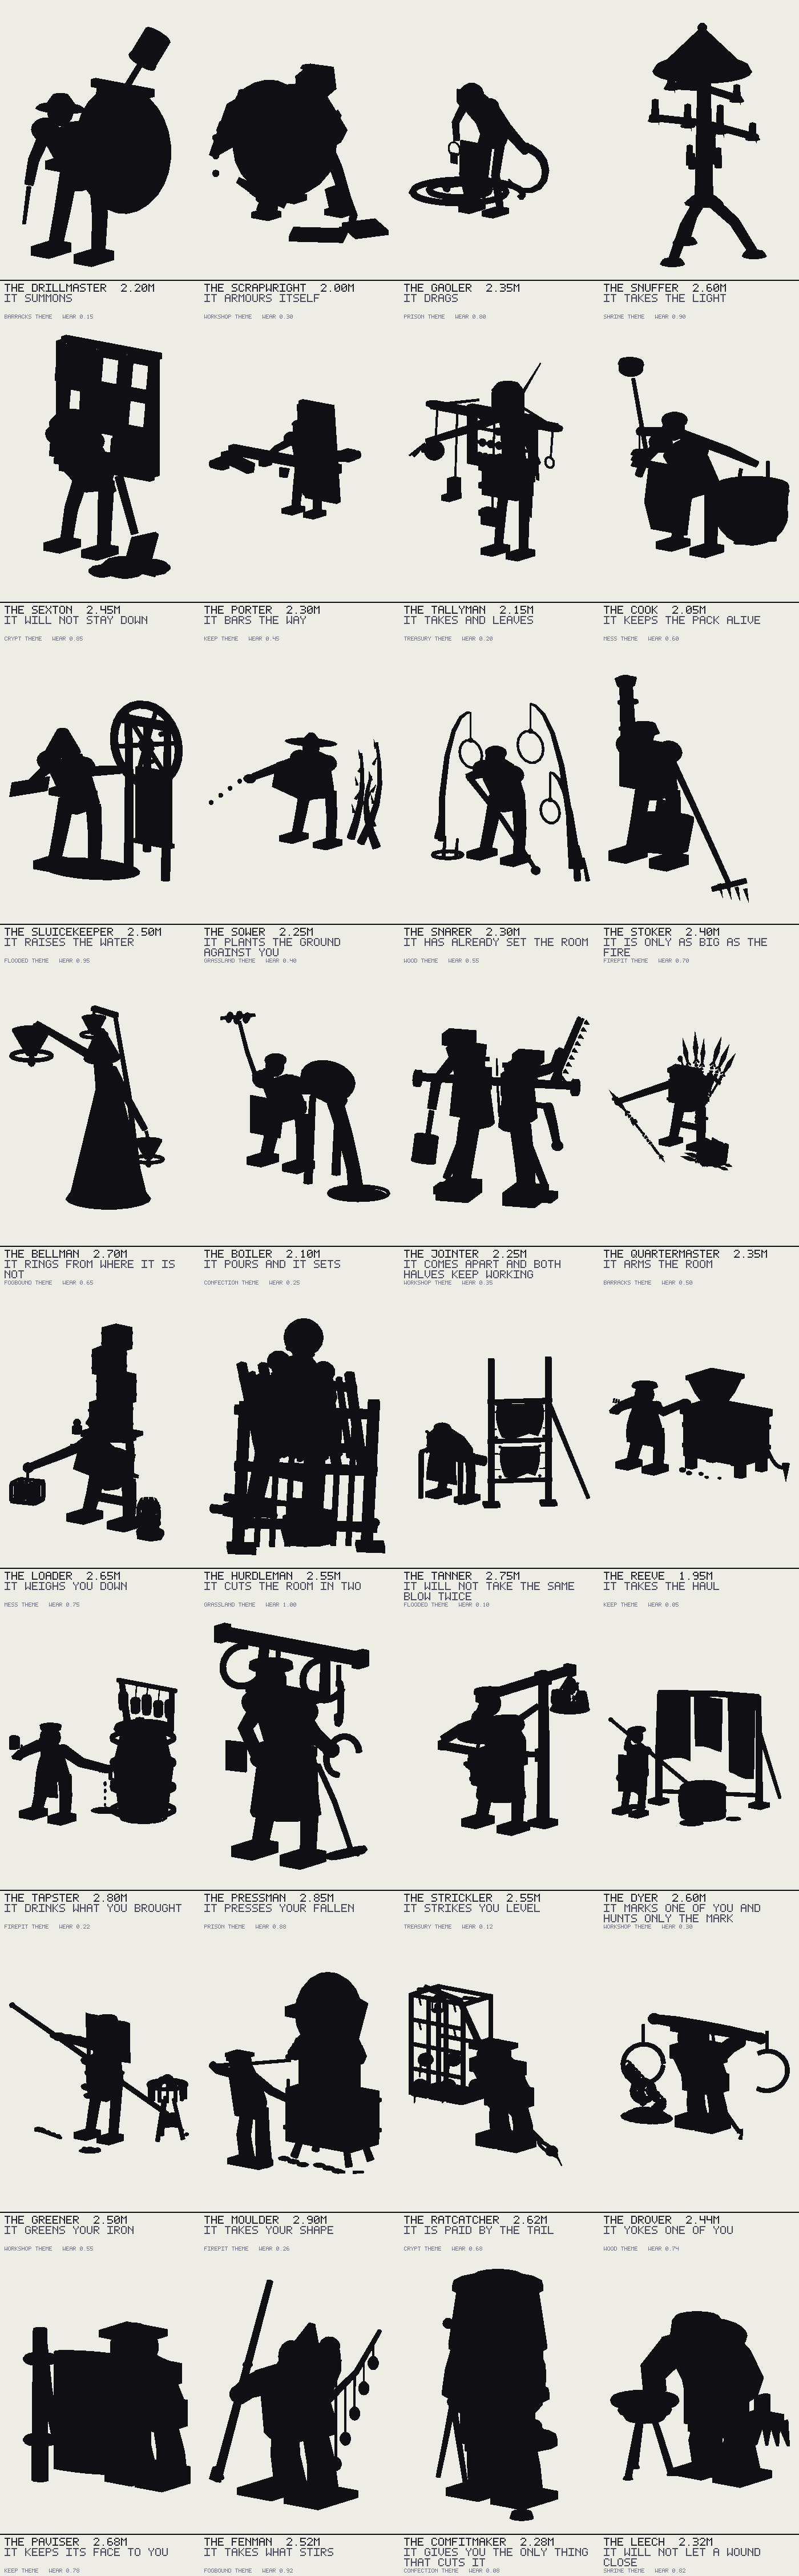 THE DRILLMASTER 2.20M
IT SUMMONS
BARRACKS THEME WEAR 0.15
THE SCRAPWRIGHT 2.00M
IT ARMOURS ITSELF
WORKSHOP THEME WEAR 0.30
THE GAOLER 2.35M
IT DRAGS
PRISON THEME WEAR 0.80
THE SNUFFER 2.60M
IT TAKES THE LIGHT
SHRINE THEME WEAR 0.90
THE SEXTON 2.45M
IT WILL NOT STAY DOWN
CRYPT THEME WEAR 0.85
THE PORTER 2.30M
IT BARS THE WAY
KEEP THEME WEAR 0.45
THE TALLYMAN 2.15M
IT TAKES AND LEAVES
TREASURY THEME WEAR 0.20
THE COOK 2.05M
IT KEEPS THE PACK ALIVE
MESS THEME WEAR 0.60
THE SLUICEKEEPER 2.50M
IT RAISES THE WATER
FLOODED THEME WEAR 0.95
THE SOWER 2.25M
IT PLANTS THE GROUND
AGAINST YOU
GRASSLAND THEME WEAR 0.40
THE SNARER 2.30M
IT HAS ALREADY SET THE ROOM
WOOD THEME WEAR 0.55
THE STOKER 2.40M
IT IS ONLY AS BIG AS THE
FIRE
FIREPIT THEME WEAR 0.70
THE BELLMAN 2.70M
IT RINGS FROM WHERE IT IS
NOT
FOGBOUND THEME WEAR 0.65
THE BOILER 2.10M
IT POURS AND IT SETS
CONFECTION THEME WEAR 0.25
THE JOINTER 2.25M
IT COMES APART AND BOTH
HALVES KEEP WORKING
WORKSHOP THEME WEAR 0.35
THE QUARTERMASTER 2.35M
IT ARMS THE ROOM
BARRACKS THEME WEAR 0.50
THE LOADER 2.65M
IT WEIGHS YOU DOWN
MESS THEME WEAR 0.75
THE HURDLEMAN 2.55M
IT CUTS THE ROOM IN TWO
GRASSLAND THEME WEAR 1.00
THE TANNER 2.75M
IT WILL NOT TAKE THE SAME
BLOW TWICE
FLOODED THEME WEAR 0.10
THE REEVE 1.95M
IT TAKES THE HAUL
KEEP THEME WEAR 0.05
THE TAPSTER 2.80M
IT DRINKS WHAT YOU BROUGHT
FIREPIT THEME WEAR 0.22
THE PRESSMAN 2.85M
IT PRESSES YOUR FALLEN
PRISON THEME WEAR 0.88
THE STRICKLER 2.55M
IT STRIKES YOU LEVEL
TREASURY THEME WEAR 0.12
THE DYER 2.60M
IT MARKS ONE OF YOU AND
HUNTS ONLY THE MARK
WORKSHOP THEME WEAR 0.30
THE GREENER 2.50M
IT GREENS YOUR IRON
WORKSHOP THEME WEAR 0.55
THE MOULDER 2.90M
IT TAKES YOUR SHAPE
FIREPIT THEME WEAR 0.26
THE RATCATCHER 2.62M
IT IS PAID BY THE TAIL
CRYPT THEME WEAR 0.68
THE DROVER 2.44M
IT YOKES ONE OF YOU
WOOD THEME WEAR 0.74
THE PAVISER 2.68M
IT KEEPS ITS FACE TO YOU
KEEP THEME WEAR 0.78
THE FENMAN 2.52M
IT TAKES WHAT STIRS
FOGBOUND THEME WEAR 0.92
THE COMFITMAKER 2.28M
IT GIVES YOU THE ONLY THING
THAT CUTS IT
CONFECTION THEME WEAR 0.08
THE LEECH 2.32M
IT WILL NOT LET A WOUND
CLOSE
SHRINE THEME WEAR 0.82